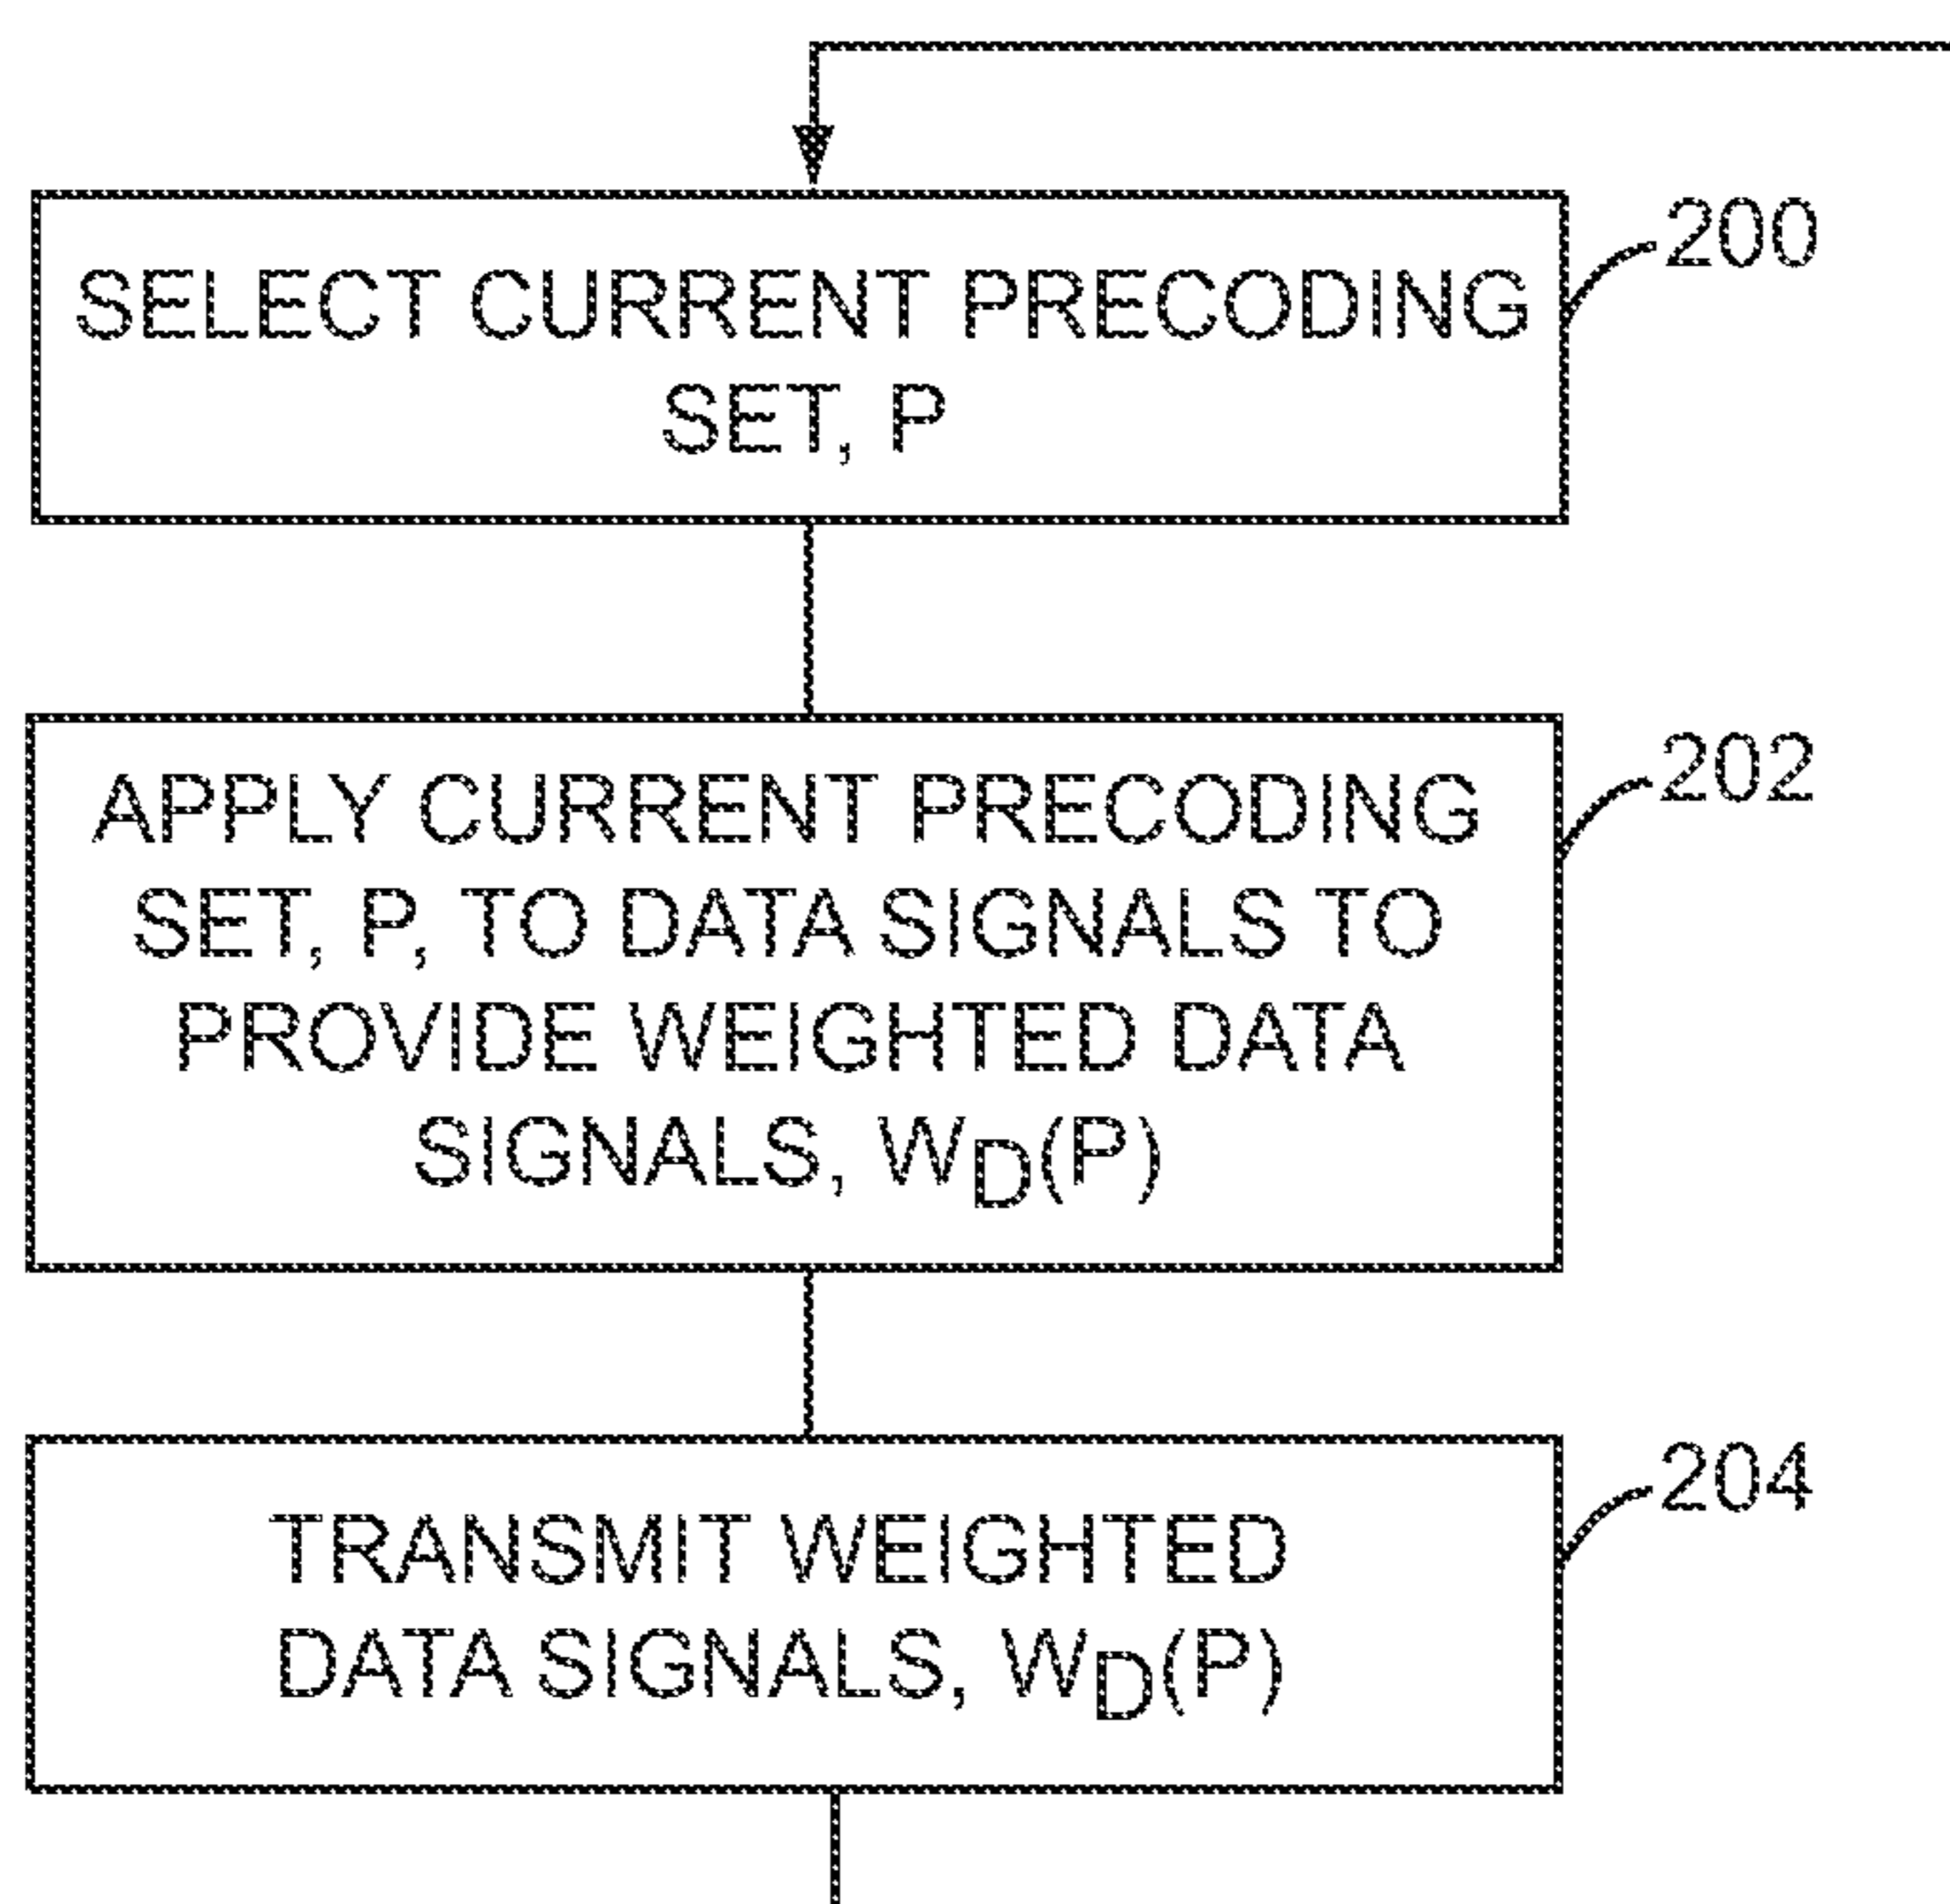 200
SELECT CURRENT PRECODING
SET, P
202
APPLY CURRENT PRECODING
SET, P, TO DATA SIGNALS TO
PROVIDE WEIGHTED DATA
SIGNALS, WD(P)
204
TRANSMIT WEIGHTED
DATA SIGNALS, WD(P)